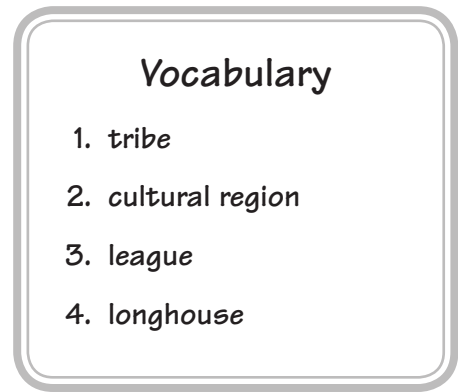 Vocabulary
1. tribe
2. cultural region
3. league
4. longhouse